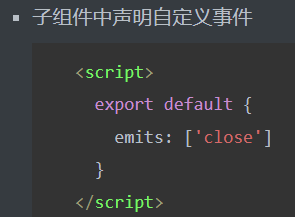 子组件中声明自定义事件
<script>
export default {
emits: ['close']
}
</script>